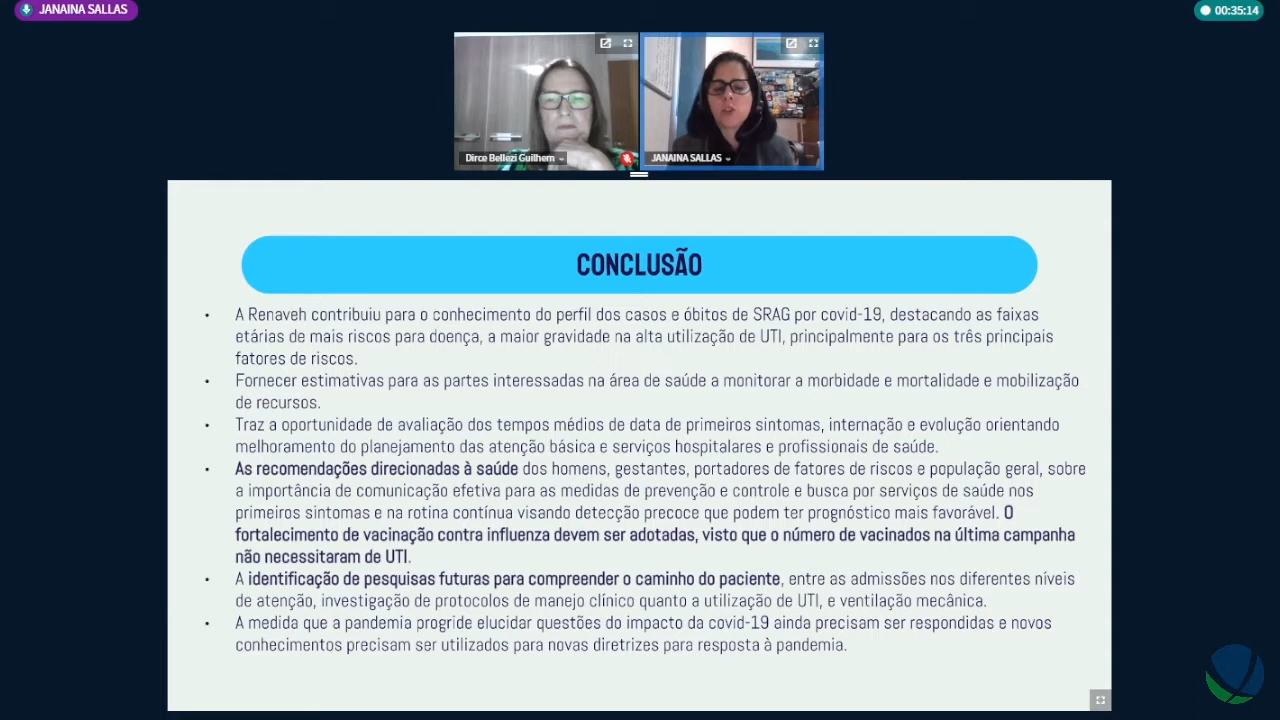 JANAINA SALLAS
00:35:14
Dirce Bellezi Guilhem
JANAINA SALLAS
CONCLUSÃO
• A Renaveh contribuiu para o conhecimento do perfil dos casos e óbitos de SRAG por covid-19, destacando as faixas
etárias de mais riscos para doença, a maior gravidade na alta utilização de UTI, principalmente para os três principais
fatores de riscos.
• Fornecer estimativas para as partes interessadas na área de saúde a monitorar a morbidade e mortalidade e mobilização
de recursos.
• Traz a oportunidade de avaliação dos tempos médios de data de primeiros sintomas, internação e evolução orientando
melhoramento do planejamento das atenção básica e serviços hospitalares e profissionais de saúde.
• As recomendações direcionadas à saúde dos homens, gestantes, portadores de fatores de riscos e população geral, sobre
a importância de comunicação efetiva para as medidas de prevenção e controle e busca por serviços de saúde nos
primeiros sintomas e na rotina contínua visando detecção precoce que podem ter prognóstico mais favorável. O
fortalecimento de vacinação contra influenza devem ser adotadas, visto que o número de vacinados na última campanha
não necessitaram de UTI.
• A identificação de pesquisas futuras para compreender o caminho do paciente, entre as admissões nos diferentes níveis
de atenção, investigação de protocolos de manejo clínico quanto a utilização de UTI, e ventilação mecânica.
• A medida que a pandemia progride elucidar questões do impacto da covid-19 ainda precisam ser respondidas e novos
conhecimentos precisam ser utilizados para novas diretrizes para resposta à pandemia.